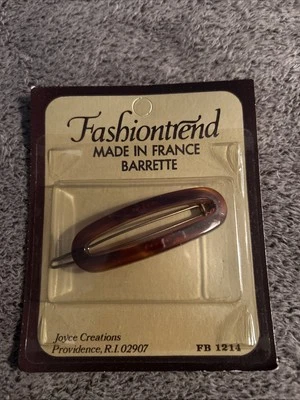 Fashiontrend
MADE IN FRANCE
BARRETTE
Joyce Creations
Providence, R.I. 02907
FB 1214